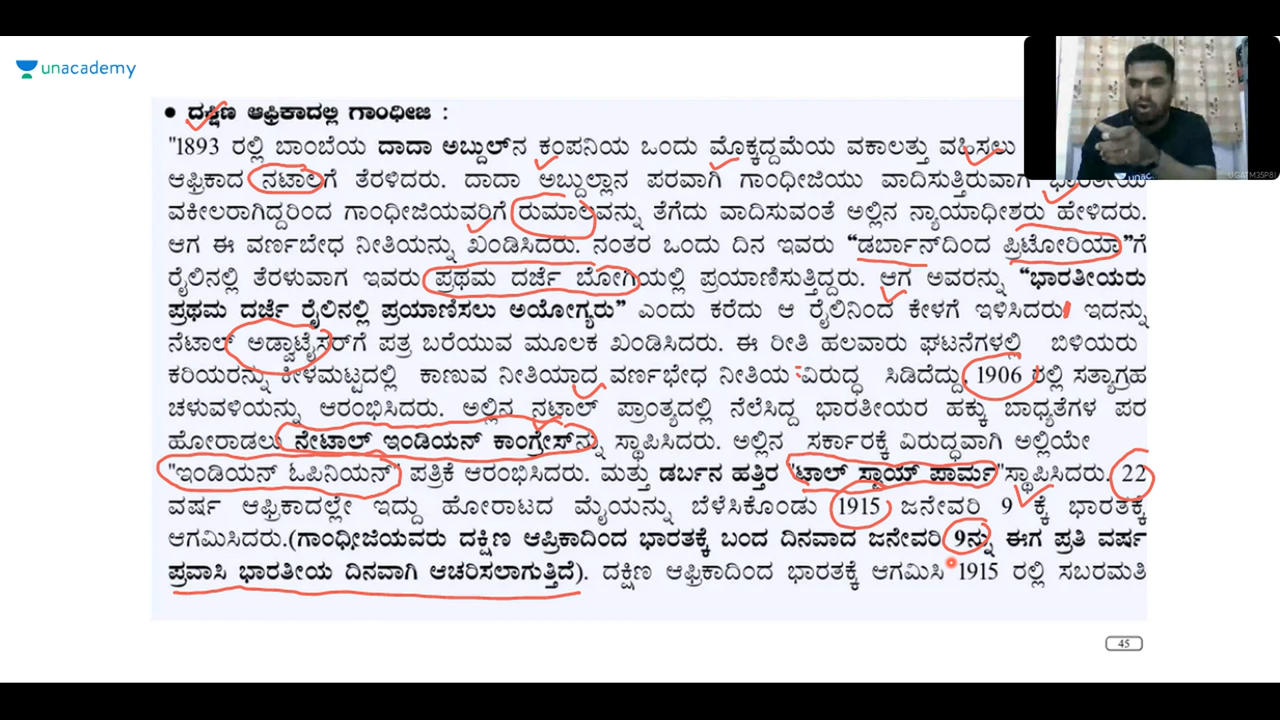 unacademy
● ದಕ್ಷಿಣ ಆಫ್ರಿಕಾದಲ್ಲಿ ಗಾಂಧೀಜಿ :
"1893 ರಲ್ಲಿ ಬಾಂಬೆಯ ದಾದಾ ಅಬ್ದುಲ್‌ನ ಕಂಪನಿಯ ಒಂದು ಮೊಕ್ಕದ್ದಮೆಯ ವಕಾಲತ್ತು ವಹಿಸಲು
ಆಫ್ರಿಕಾದ ನಟಾಲಗೆ ತೆರಳಿದರು. ದಾದಾ ಅಬ್ದುಲ್ಲಾನ ಪರವಾಗಿ ಗಾಂಧೀಜಿಯು ವಾದಿಸುತ್ತಿರುವಾಗ ಭಾರತೀಯ
ವಕೀಲರಾಗಿದ್ದರಿಂದ ಗಾಂಧೀಜಿಯವರಿಗೆ ರುಮಾಲವನ್ನು ತೆಗೆದು ವಾದಿಸುವಂತೆ ಅಲ್ಲಿನ ನ್ಯಾಯಾಧೀಶರು ಹೇಳಿದರು.
ಆಗ ಈ ವರ್ಣಬೇಧ ನೀತಿಯನ್ನು ಖಂಡಿಸಿದರು. ನಂತರ ಒಂದು ದಿನ ಇವರು "ಡರ್ಬಾನ್‌ದಿಂದ ಪ್ರಿಟೋರಿಯಾ"ಗೆ
ರೈಲಿನಲ್ಲಿ ತೆರಳುವಾಗ ಇವರು ಪ್ರಥಮ ದರ್ಜೆ ಬೋಗಿಯಲ್ಲಿ ಪ್ರಯಾಣಿಸುತ್ತಿದ್ದರು. ಆಗ ಅವರನ್ನು "ಭಾರತೀಯರು
ಪ್ರಥಮ ದರ್ಜೆ ರೈಲಿನಲ್ಲಿ ಪ್ರಯಾಣಿಸಲು ಅಯೋಗ್ಯರು" ಎಂದು ಕರೆದು ಆ ರೈಲಿನಿಂದ ಕೇಳಗೆ ಇಳಿಸಿದರು ಇದನ್ನು
ನೆಟಾಲ್ ಅಡ್ವಾಟೈಸರ್‌ಗೆ ಪತ್ರ ಬರೆಯುವ ಮೂಲಕ ಖಂಡಿಸಿದರು. ಈ ರೀತಿ ಹಲವಾರು ಘಟನೆಗಳಲ್ಲಿ ಬಿಳಿಯರು
ಕರಿಯರನ್ನು ಕೀಳಮಟ್ಟದಲ್ಲಿ ಕಾಣುವ ನೀತಿಯಾದ ವರ್ಣಭೇಧ ನೀತಿಯ ವಿರುದ್ಧ ಸಿಡಿದೆದ್ದು, 1906 ರಲ್ಲಿ ಸತ್ಯಾಗ್ರಹ
ಚಳುವಳಿಯನ್ನು ಆರಂಭಿಸಿದರು. ಅಲ್ಲಿನ ನಟಾಲ್ ಪ್ರಾಂತ್ಯದಲ್ಲಿ ನೆಲೆಸಿದ್ದ ಭಾರತೀಯರ ಹಕ್ಕು ಬಾಧ್ಯತೆಗಳ ಪರ
ಹೋರಾಡಲು ನೇಟಾಲ್ ಇಂಡಿಯನ್ ಕಾಂಗ್ರೇಸ್‌ನ್ನು ಸ್ಥಾಪಿಸಿದರು. ಅಲ್ಲಿನ ಸರ್ಕಾರಕ್ಕೆ ವಿರುದ್ಧವಾಗಿ ಅಲ್ಲಿಯೇ
"ಇಂಡಿಯನ್ ಓಪಿನಿಯನ್" ಪತ್ರಿಕೆ ಆರಂಭಿಸಿದರು. ಮತ್ತು ಡರ್ಬನ ಹತ್ತಿರ "ಟಾಲ್ ಸ್ವಾಯ್ ಪಾರ್ಮ"ಸ್ಥಾಪಿಸಿದರು. 22
ವರ್ಷ ಆಫ್ರಿಕಾದಲ್ಲೇ ಇದ್ದು ಹೋರಾಟದ ಮೈಯನ್ನು ಬೆಳೆಸಿಕೊಂಡು 1915 ಜನೇವರಿ 9 ಕ್ಕೆ ಭಾರತಕ್ಕೆ
ಆಗಮಿಸಿದರು.(ಗಾಂಧೀಜಿಯವರು ದಕ್ಷಿಣ ಆಪ್ರಿಕಾದಿಂದ ಭಾರತಕ್ಕೆ ಬಂದ ದಿನವಾದ ಜನೇವರಿ 9ನ್ನು ಈಗ ಪ್ರತಿ ವರ್ಷ
ಪ್ರವಾಸಿ ಭಾರತೀಯ ದಿನವಾಗಿ ಆಚರಿಸಲಾಗುತ್ತಿದೆ). ದಕ್ಷಿಣ ಆಫ್ರಿಕಾದಿಂದ ಭಾರತಕ್ಕೆ ಆಗಮಿಸಿ 1915 ರಲ್ಲಿ ಸಬರಮತಿ
45